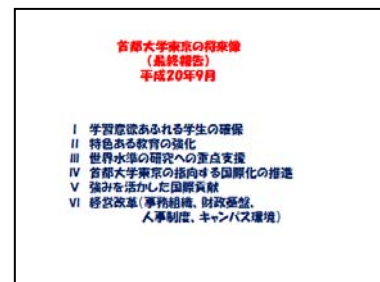 首都大学東京の将来像
(最終報告)
平成20年9月
I 学習意欲あふれる学生の確保
II 特色ある教育の強化
III 世界水準の研究への重点支援
IV 首都大学東京の指向する国際化の推進
V 強みを活かした国際貢献
VI 経営改革(事務組織、財政基盤、
人事制度、キャンパス環境)